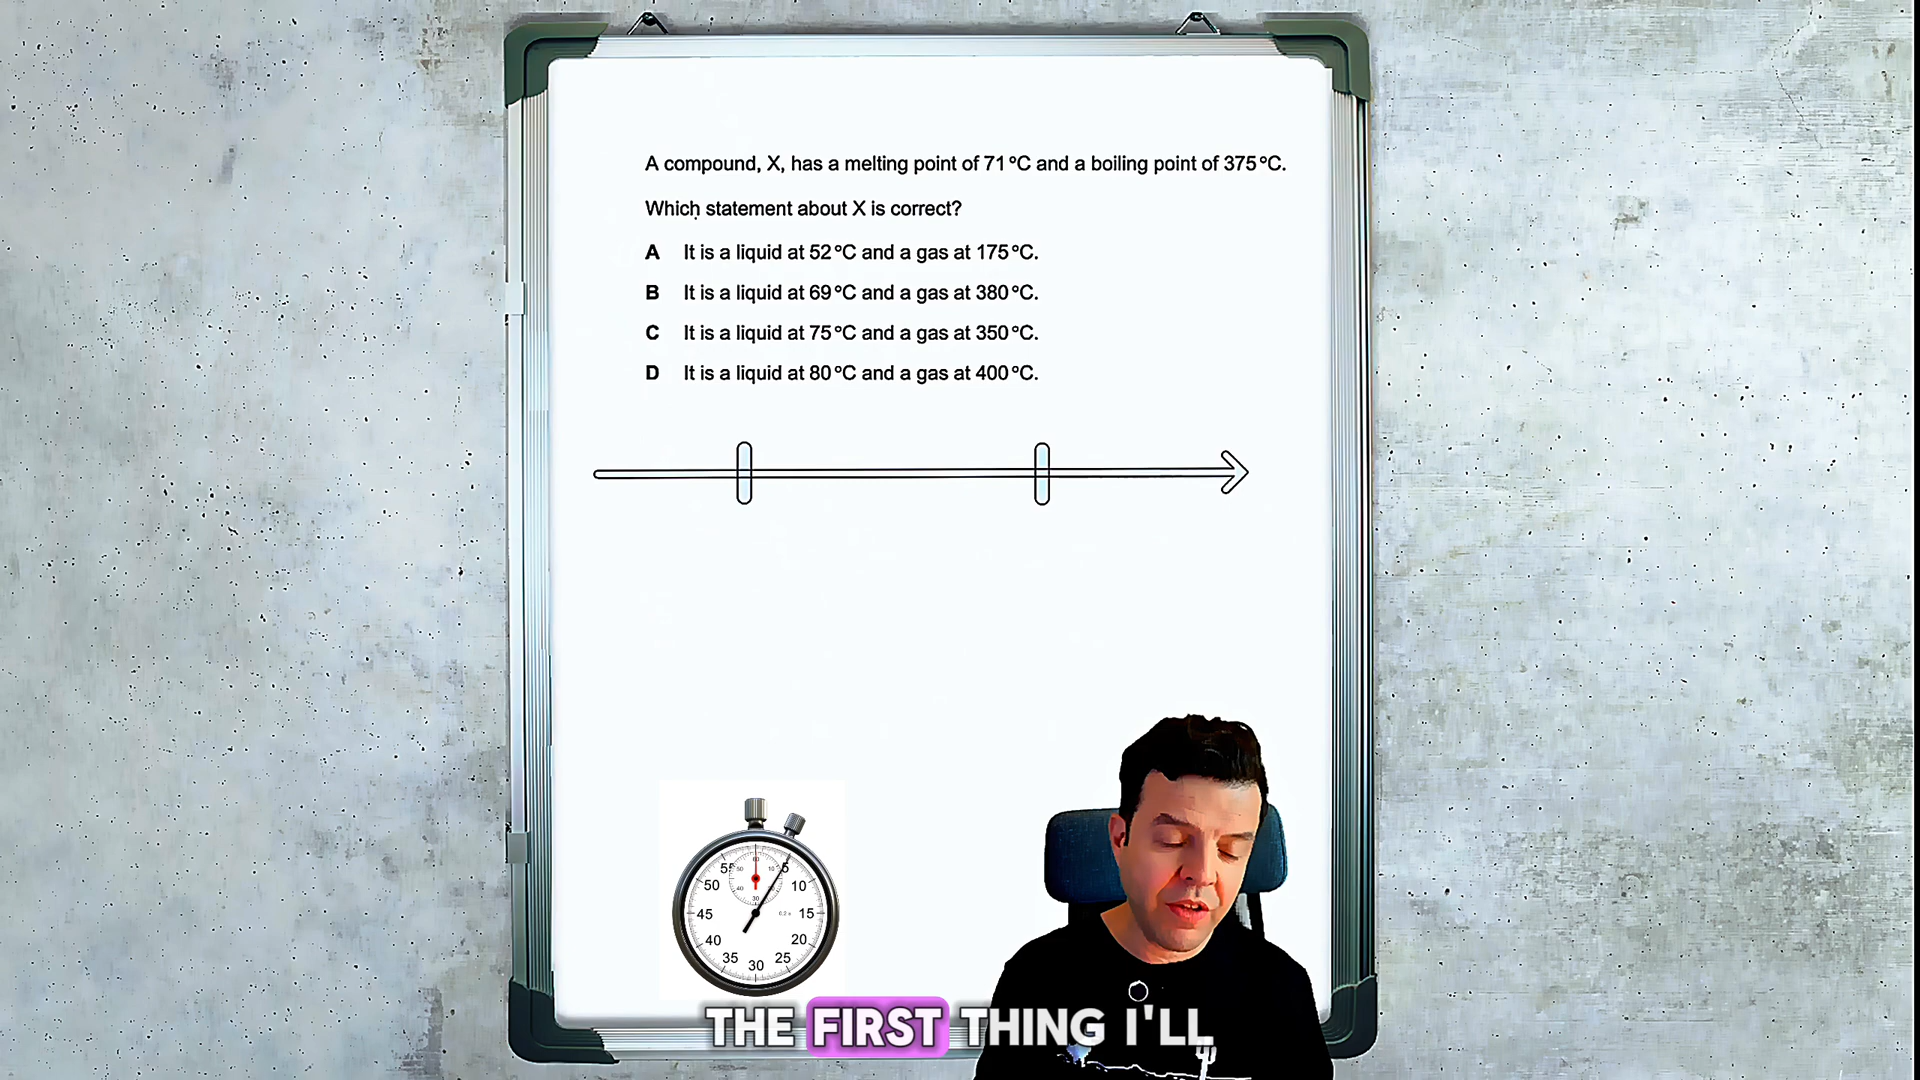 A compound, X, has a melting point of 71 °C and a boiling point of 375 °C.
Which statement about X is correct?
A It is a liquid at 52 °C and a gas at 175 °C.
B It is a liquid at 69 °C and a gas at 380 °C.
C It is a liquid at 75 °C and a gas at 350 °C.
D It is a liquid at 80 °C and a gas at 400 °C.
60
55 5
50 10
45 15
40 20
35 30 25
THE FIRST THING I'LL